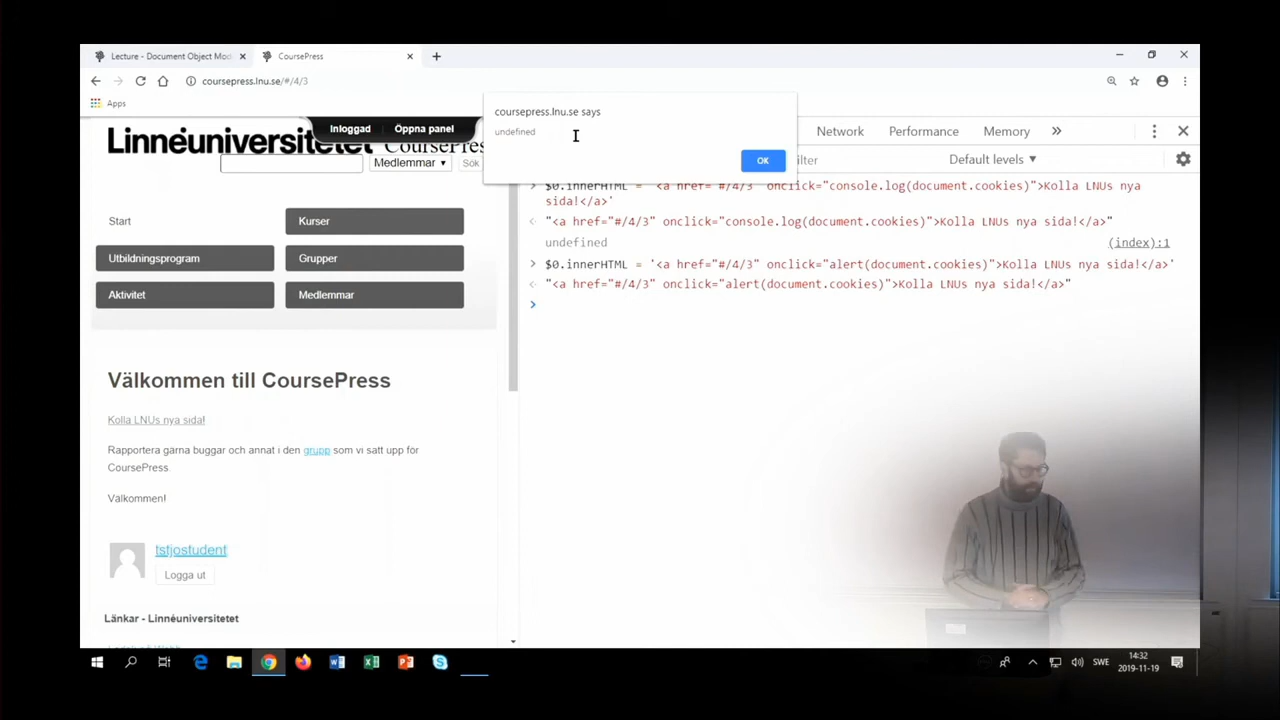 Lecture - Document Object Mod
CoursePress
coursepress.lnu.se/#/4/3
Apps
coursepress.lnu.se says
undefined
OK
Inloggad
Öppna panel
Linnéuniversitetet CoursePress
Medlemmar ▼
Sök
Performance
Memory
»
ilter
Default levels ▼
Start
Kurser
Utbildningsprogram
Grupper
Aktivitet
Medlemmar
> $0.innerHTML = '<a href="#/4/3" onclick="console.log(document.cookies)">Kolla LNUs nya
sida!</a>'
"<a href="#/4/3" onclick="console.log(document.cookies)">Kolla LNUs nya sida!</a>"
undefined
(index):1
> $0.innerHTML = '<a href="#/4/3" onclick="alert(document.cookies)">Kolla LNUs nya sida!</a>'
"<a href="#/4/3" onclick="alert(document.cookies)">Kolla LNUs nya sida!</a>"
>
Välkommen till CoursePress
Kolla LNUs nya sida!
Rapportera gärna buggar och annat i den grupp som vi satt upp för
CoursePress.
Välkommen!
tstjostudent
Logga ut
Länkar - Linnéuniversitetet
SWE
14:32
2019-11-19